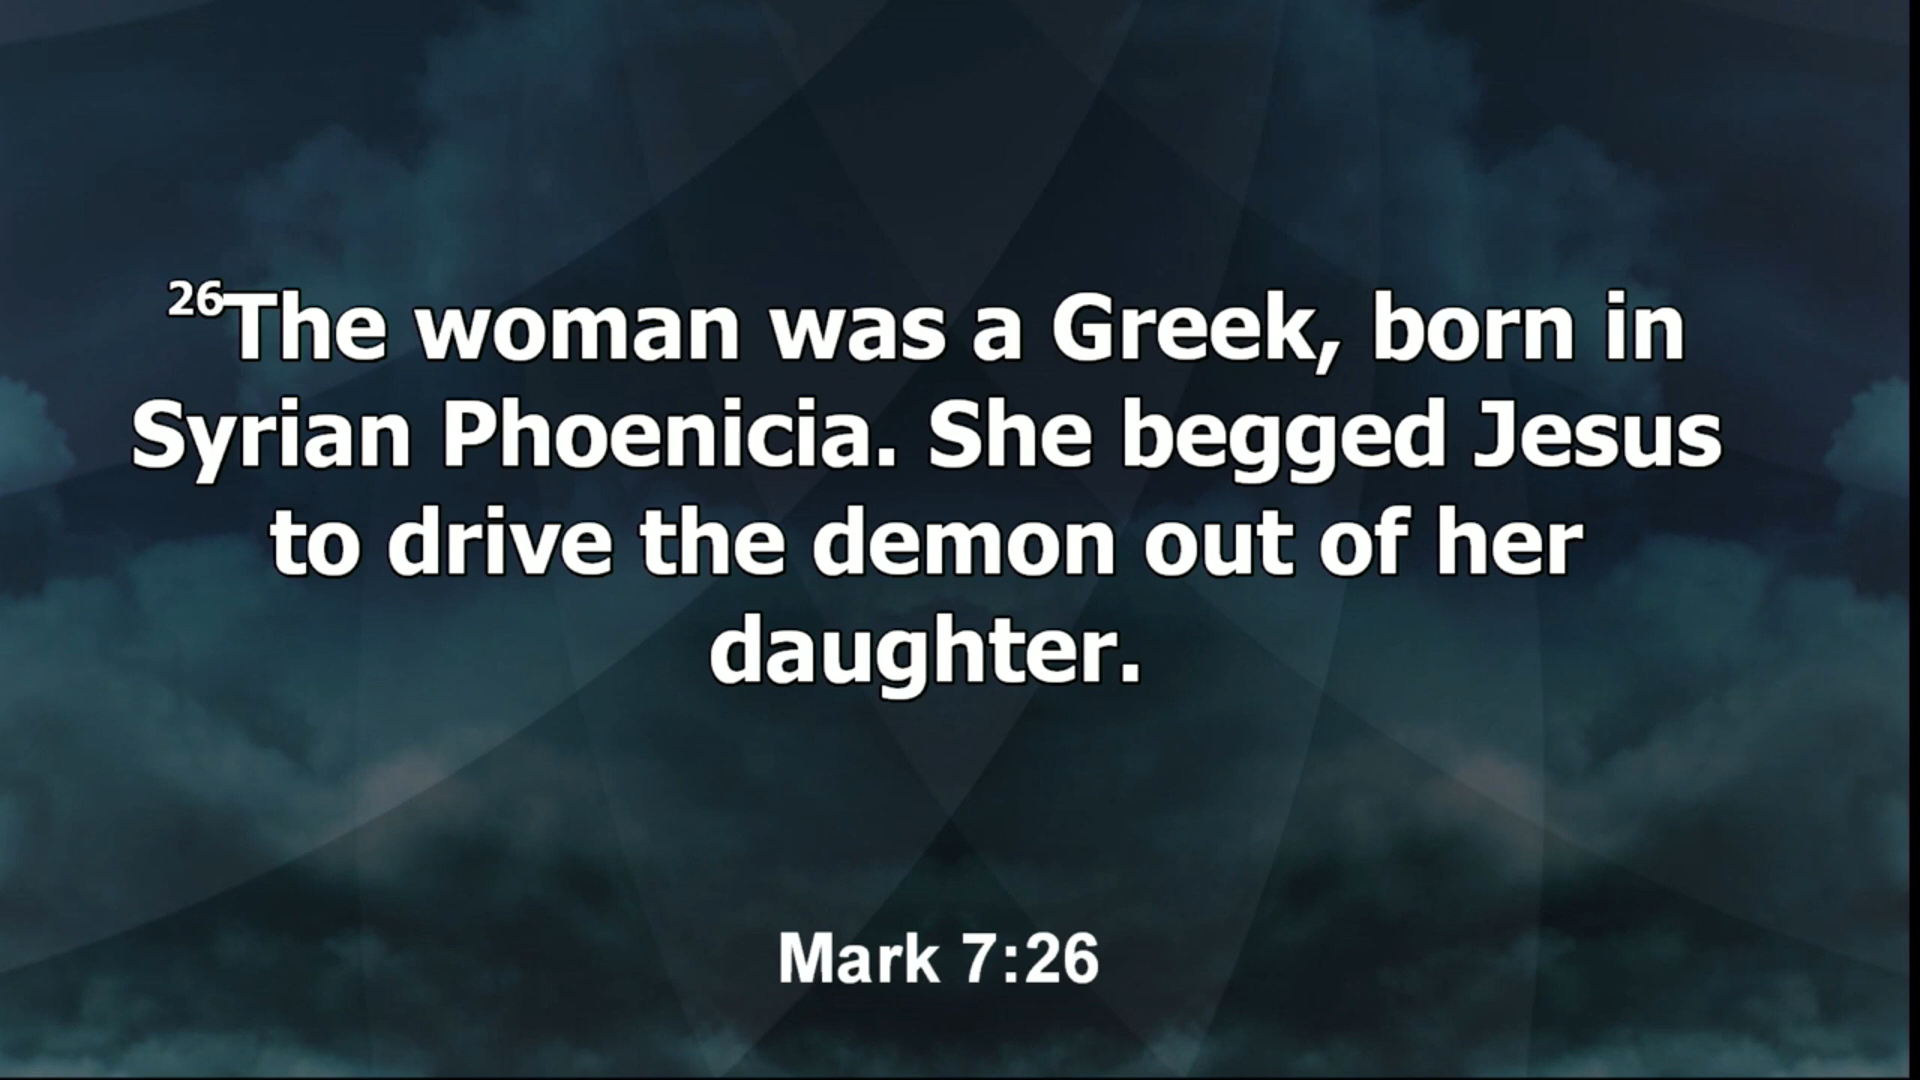 26The woman was a Greek, born in
Syrian Phoenicia. She begged Jesus
to drive the demon out of her
daughter.
Mark 7:26